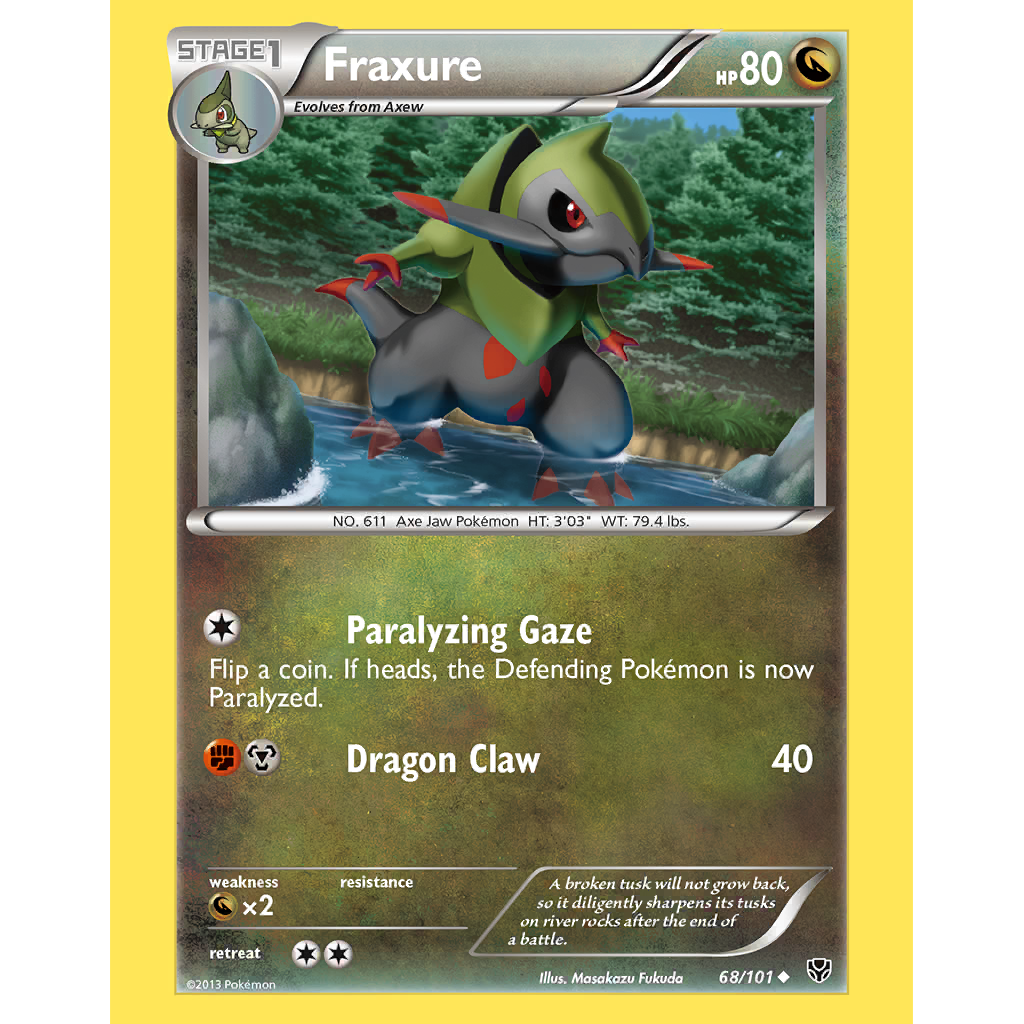 STAGE1
Fraxure
HP80
Evolves from Axew
NO. 611 Axe Jaw Pokémon HT: 3'03" WT: 79.4 lbs.
Paralyzing Gaze
Flip a coin. If heads, the Defending Pokémon is now
Paralyzed.
Dragon Claw 40
weakness resistance
×2
A broken tusk will not grow back,
so it diligently sharpens its tusks
on river rocks after the end of
a battle.
retreat
Illus. Masakazu Fukuda 68/101
©2013 Pokémon